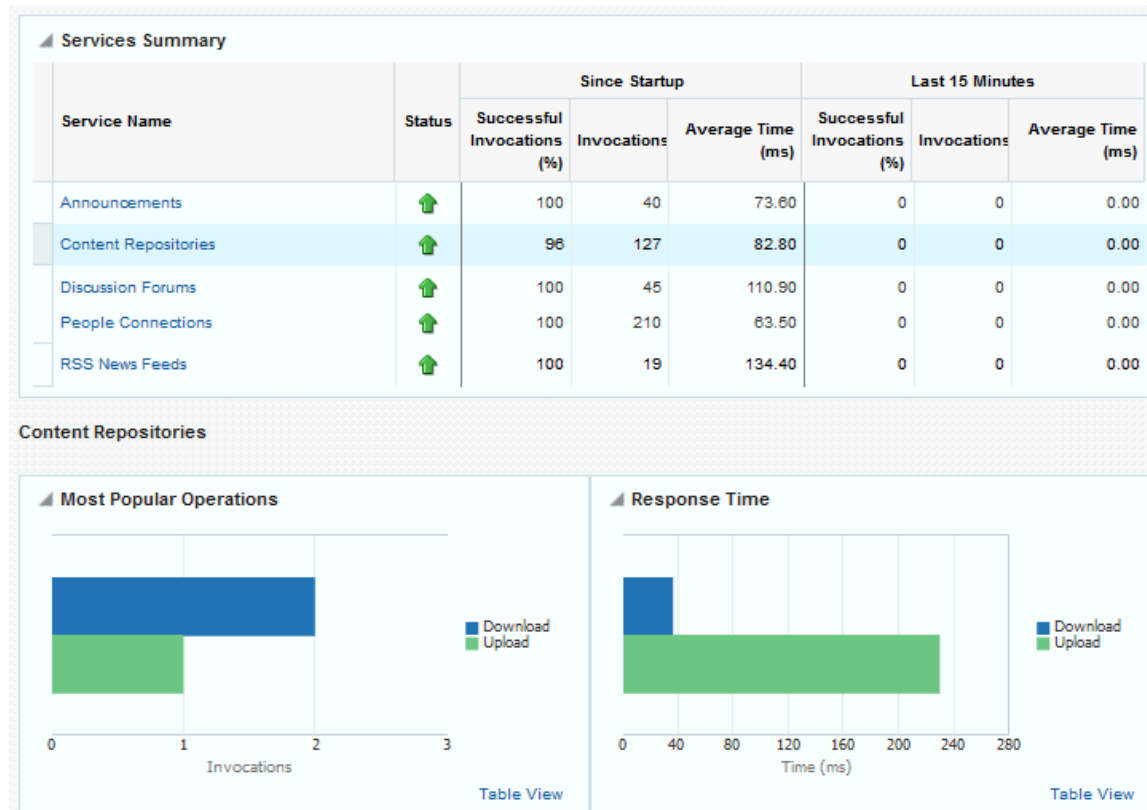 Services Summary
Since Startup Last 15 Minutes
Service Name Status Successful Invocations (%) Invocations Average Time (ms) Successful Invocations (%) Invocations Average Time (ms)
Announcements 100 40 73.60 0 0 0.00
Content Repositories 96 127 82.80 0 0 0.00
Discussion Forums 100 45 110.90 0 0 0.00
People Connections 100 210 63.50 0 0 0.00
RSS News Feeds 100 19 134.40 0 0 0.00
Content Repositories
Most Popular Operations
Download
Upload
0 1 2 3
Invocations
Table View
Response Time
Download
Upload
0 40 80 120 160 200 240 280
Time (ms)
Table View